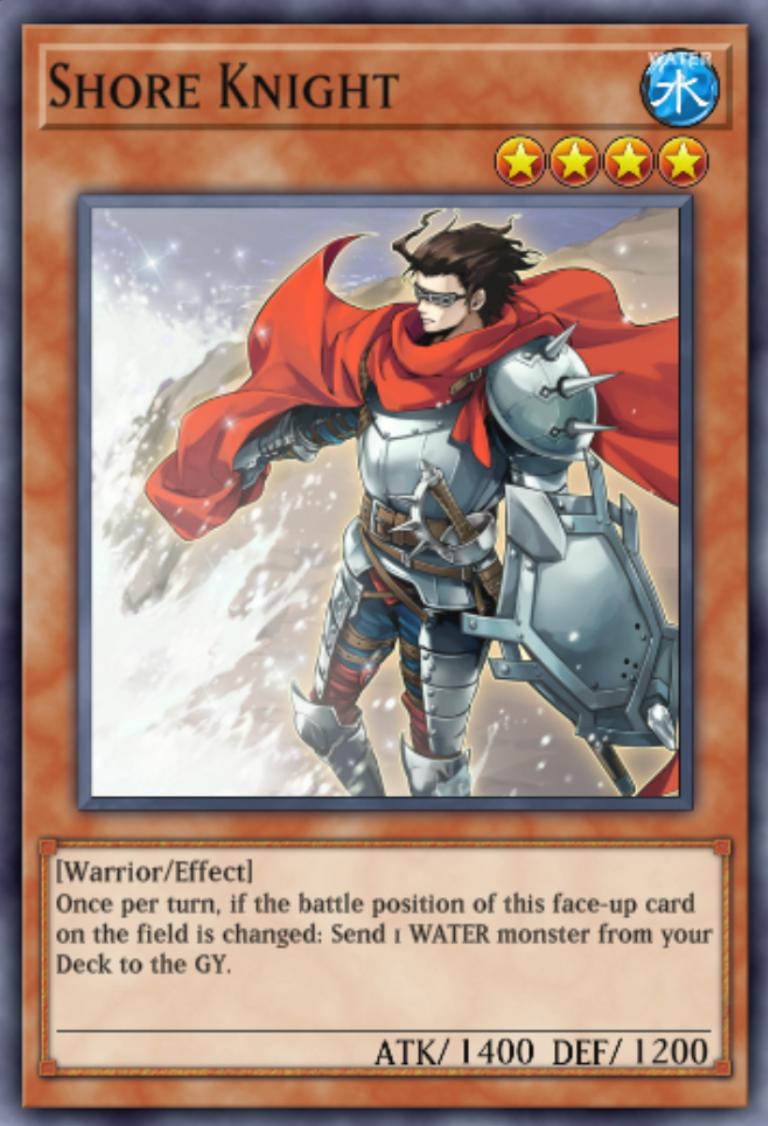 SHORE KNIGHT
WATER
水
[Warrior/Effect]
Once per turn, if the battle position of this face-up card
on the field is changed: Send 1 WATER monster from your
Deck to the GY.
ATK/ 1400 DEF/ 1200